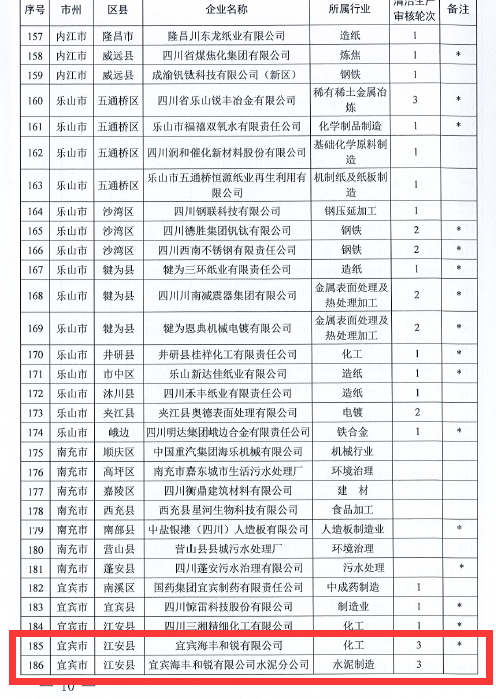 序号 市州 区县 企业名称 所属行业 清洁生产审核轮次 备注
157 内江市 隆昌市 隆昌川东龙纸业有限公司 造纸 1
158 内江市 威远县 四川省煤焦化集团有限公司 炼焦 1 *
159 内江市 威远县 成渝钒钛科技有限公司（新区） 钢铁 1
160 乐山市 五通桥区 四川省乐山锐丰冶金有限公司 稀有稀土金属冶炼 3 *
161 乐山市 五通桥区 乐山市福禧双氧水有限责任公司 化学制品制造 1 *
162 乐山市 五通桥区 四川润和催化新材料股份有限公司 基础化学原料制造 1
163 乐山市 五通桥区 乐山市五通桥恒源纸业再生利用有限公司 机制纸及纸板制造 1
164 乐山市 沙湾区 四川钢联科技有限公司 钢压延加工 1
165 乐山市 沙湾区 四川德胜集团钒钛有限公司 钢铁 2 *
166 乐山市 沙湾区 四川西南不锈钢有限责任公司 钢铁 2 *
167 乐山市 犍为县 犍为三环纸业有限责任公司 造纸 1 *
168 乐山市 犍为县 四川川南减震器集团有限公司 金属表面处理及热处理加工 2 *
169 乐山市 犍为县 犍为恩典机械电镀有限公司 金属表面处理及热处理加工 2 *
170 乐山市 井研县 井研县桂祥化工有限责任公司 化工 1 *
171 乐山市 市中区 乐山新达佳纸业有限公司 造纸 1 *
172 乐山市 沐川县 四川禾丰纸业有限责任公司 造纸 1
173 乐山市 夹江县 夹江县奥德表面处理有限公司 电镀 2
174 乐山市 峨边 四川明达集团峨边合金有限责任公司 铁合金 1 *
175 南充市 顺庆区 中国重汽集团海乐机械有限公司 机械行业
176 南充市 高坪区 南充市嘉东城市生活污水处理厂 环境治理
177 南充市 嘉陵区 四川衡鼎建筑材料有限公司 建 材
178 南充市 西充县 西充县星河生物科技有限公司 食品加工
179 南充市 南部县 中盐银港（四川）人造板有限公司 人造板制造业 *
180 南充市 营山县 营山县县城污水处理厂 环境治理
181 南充市 蓬安县 四川蓬安污水治理有限公司 污水处理 *
182 宜宾市 南溪区 国药集团宜宾制药有限责任公司 中成药制造 1
183 宜宾市 宜宾县 四川惊雷科技股份有限公司 制造业 1 *
184 宜宾市 江安县 四川三湘精细化工有限公司 化工 1 *
185 宜宾市 江安县 宜宾海丰和锐有限公司 化工 3 *
186 宜宾市 江安县 宜宾海丰和锐有限公司水泥分公司 水泥制造 3
— 10 —